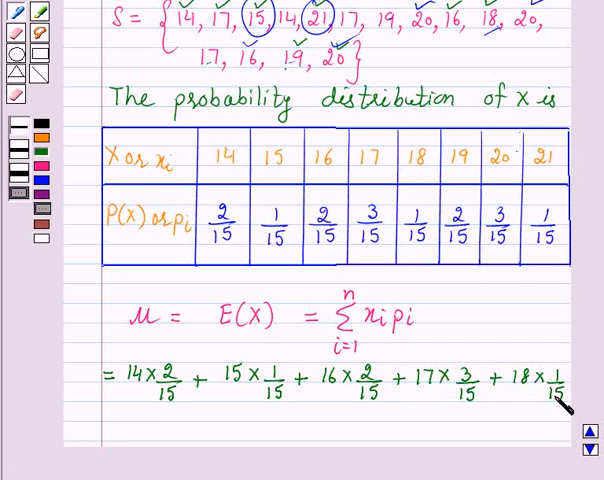 S = { 14, 17, 15, 14, 21, 17, 19, 20, 16, 18, 20,
17, 16, 19, 20 }
The probability distribution of X is
X or xi 14 15 16 17 18 19 20 21
P(X) or pi 2/15 1/15 2/15 3/15 1/15 2/15 3/15 1/15
μ = E(X) = n∑i=1 xi pi
= 14 × 2/15 + 15 × 1/15 + 16 × 2/15 + 17 × 3/15 + 18 × 1/15